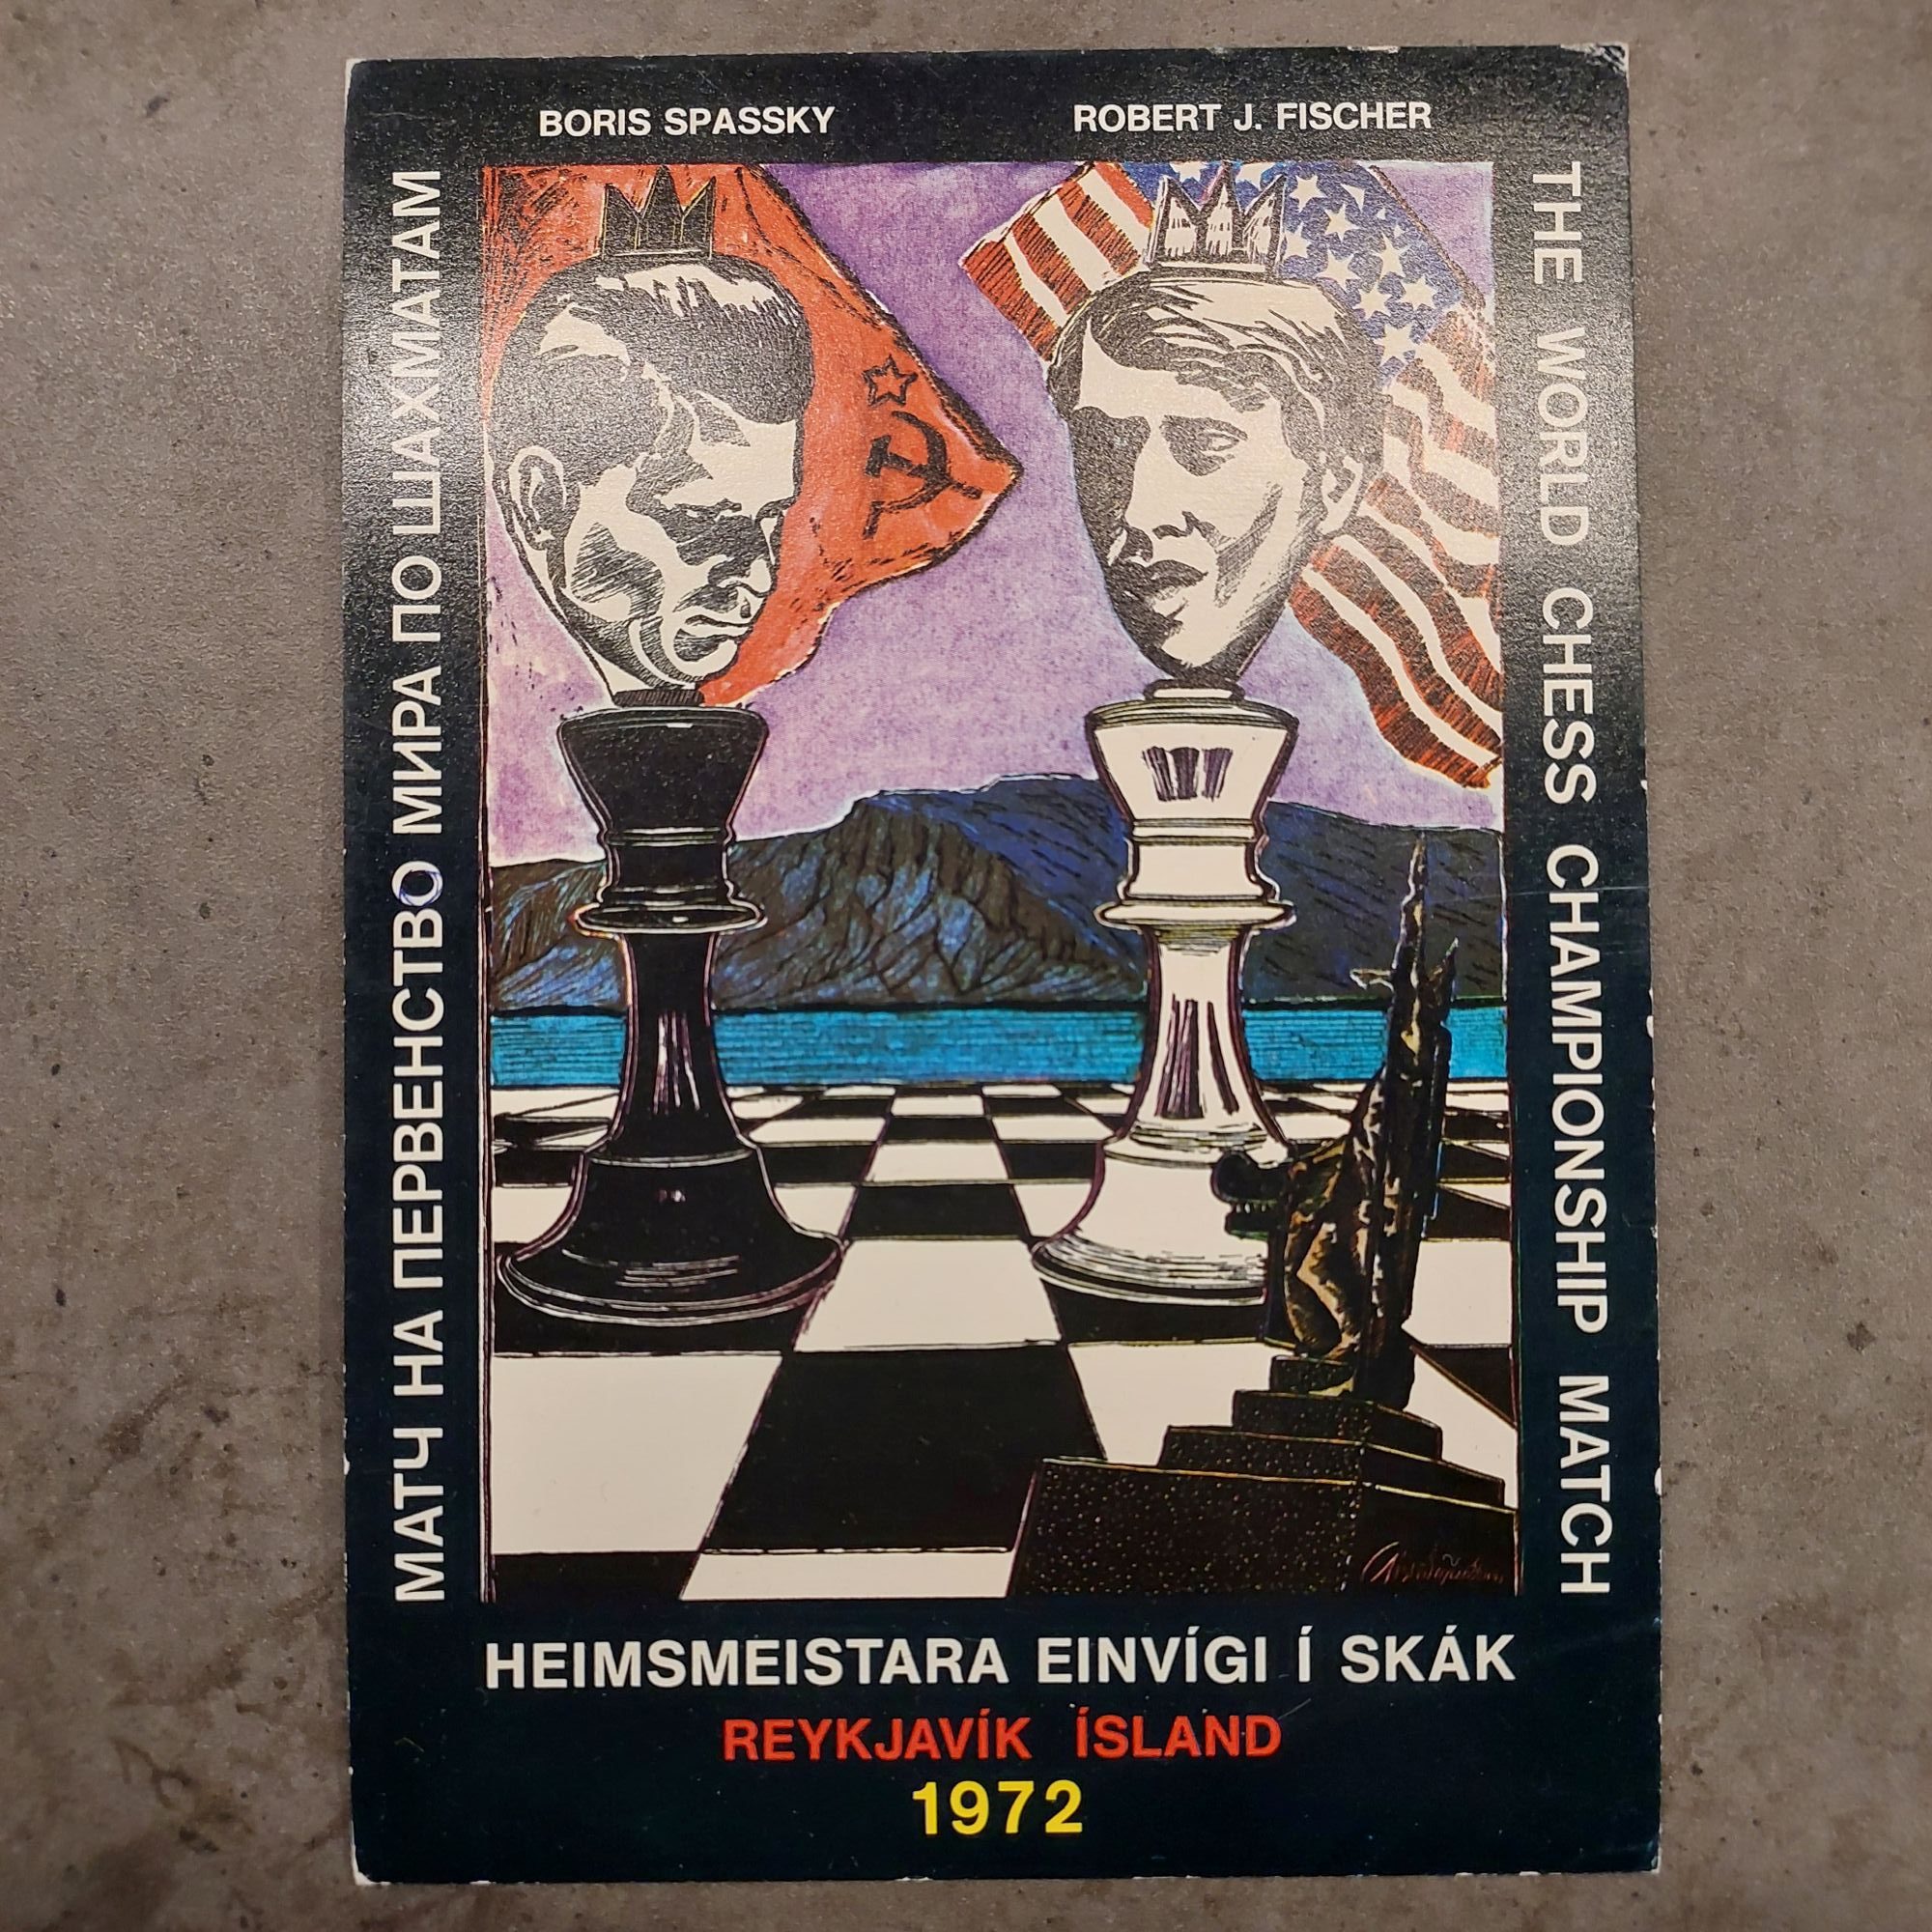 BORIS SPASSKY
ROBERT J. FISCHER
МАТЧ НА ПЕРВЕНСТВО МИРА ПО ШАХМАТАМ
THE WORLD CHESS CHAMPIONSHIP MATCH
HEIMSMEISTARA EINVÍGI Í SKÁK
REYKJAVÍK ÍSLAND
1972